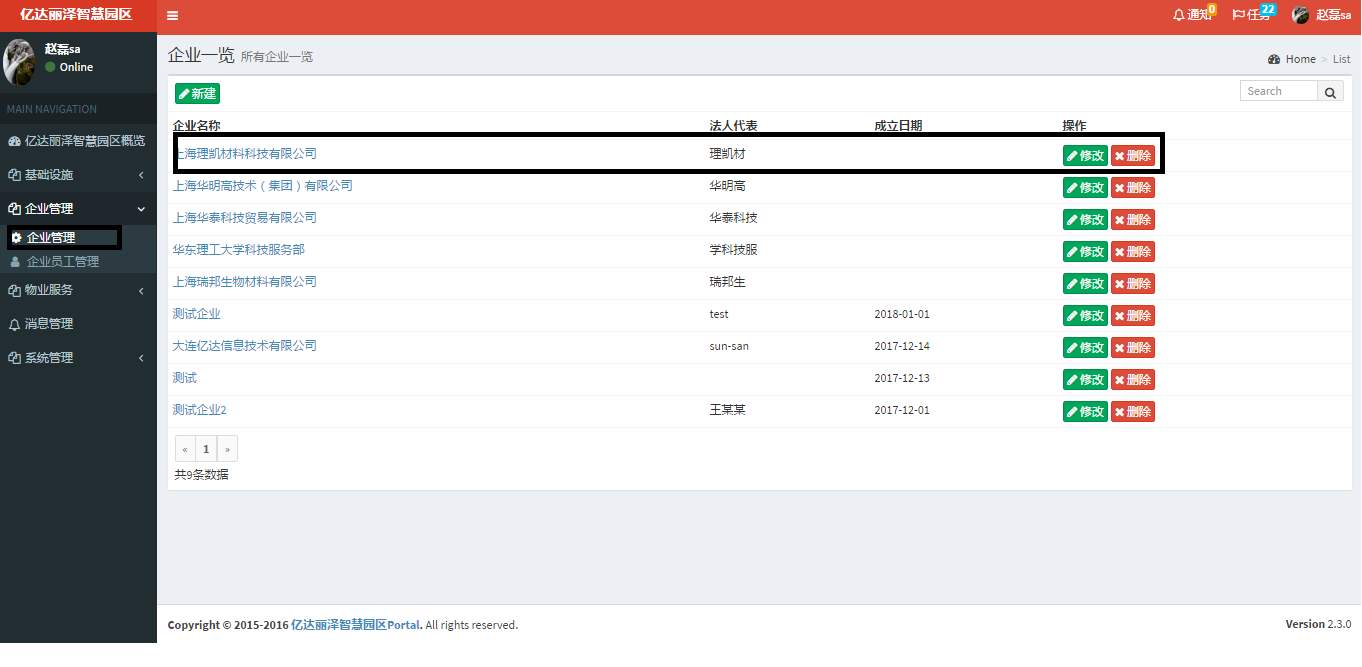 亿达丽泽智慧园区
通知 0
任务 22
赵磊sa
赵磊sa
Online
MAIN NAVIGATION
亿达丽泽智慧园区概览
基础设施
企业管理
企业管理
企业员工管理
物业服务
消息管理
系统管理
企业一览 所有企业一览
Home > List
新建
Search
企业名称 法人代表 成立日期 操作
上海理凯材料科技有限公司 理凯材 修改 删除
上海华明高技术（集团）有限公司 华明高 修改 删除
上海华泰科技贸易有限公司 华泰科技 修改 删除
华东理工大学科技服务部 学科技服 修改 删除
上海瑞邦生物材料有限公司 瑞邦生 修改 删除
测试企业 test 2018-01-01 修改 删除
大连亿达信息技术有限公司 sun-san 2017-12-14 修改 删除
测试 2017-12-13 修改 删除
测试企业2 王某某 2017-12-01 修改 删除
« 1 »
共9条数据
Copyright © 2015-2016 亿达丽泽智慧园区Portal. All rights reserved.
Version 2.3.0